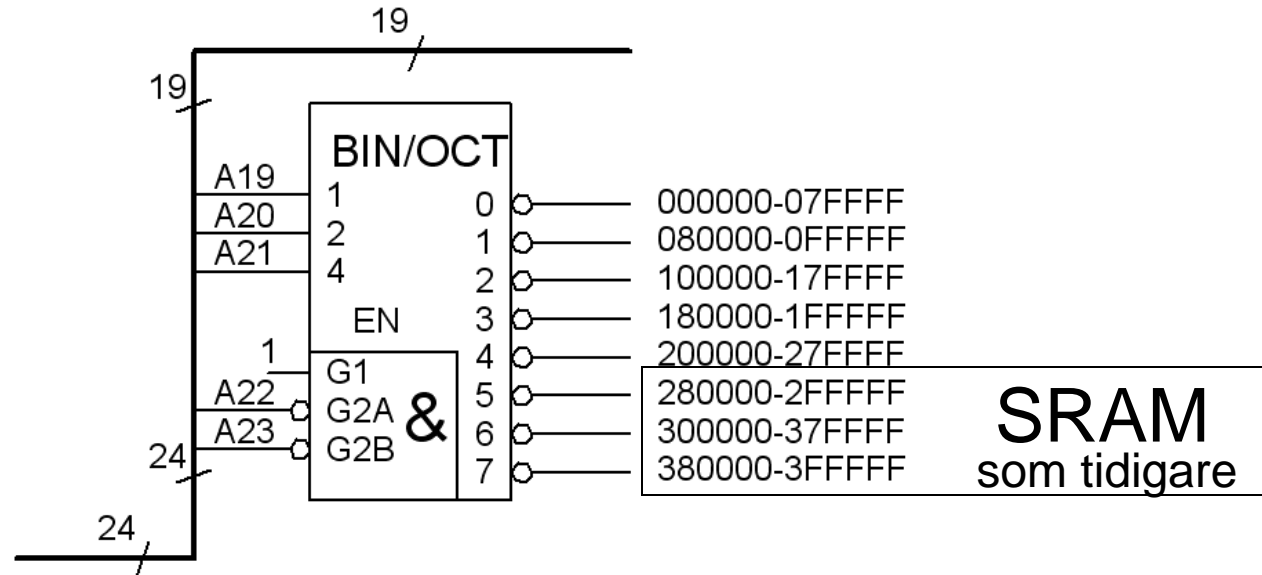 19
19
BIN/OCT
A19 1 0 000000-07FFFF
A20 2 1 080000-0FFFFF
A21 4 2 100000-17FFFF
EN 3 180000-1FFFFF
1 G1 4 200000-27FFFF
A22 G2A & 5 280000-2FFFFF SRAM
A23 G2B 6 300000-37FFFF
24 7 380000-3FFFFF som tidigare
24